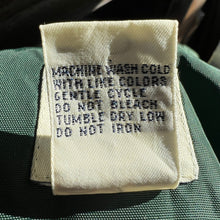 MACHINE WASH COLD
WITH LIKE COLORS
GENTLE CYCLE
DO NOT BLEACH
TUMBLE DRY LOW
DO NOT IRON